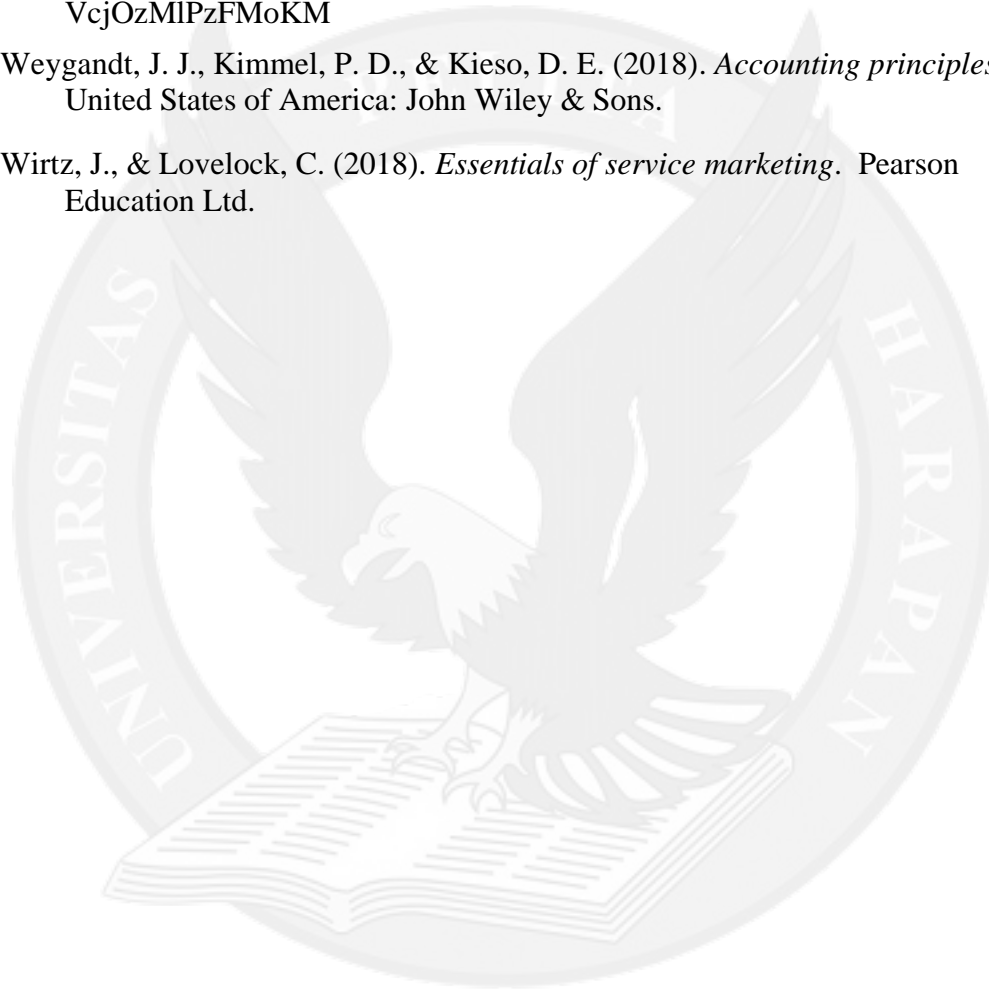 VcjOzMlPzFMoKM
Weygandt, J. J., Kimmel, P. D., & Kieso, D. E. (2018). Accounting principles
United States of America: John Wiley & Sons.
Wirtz, J., & Lovelock, C. (2018). Essentials of service marketing. Pearson
Education Ltd.
UNIVERSITAS PELITA HARAPAN